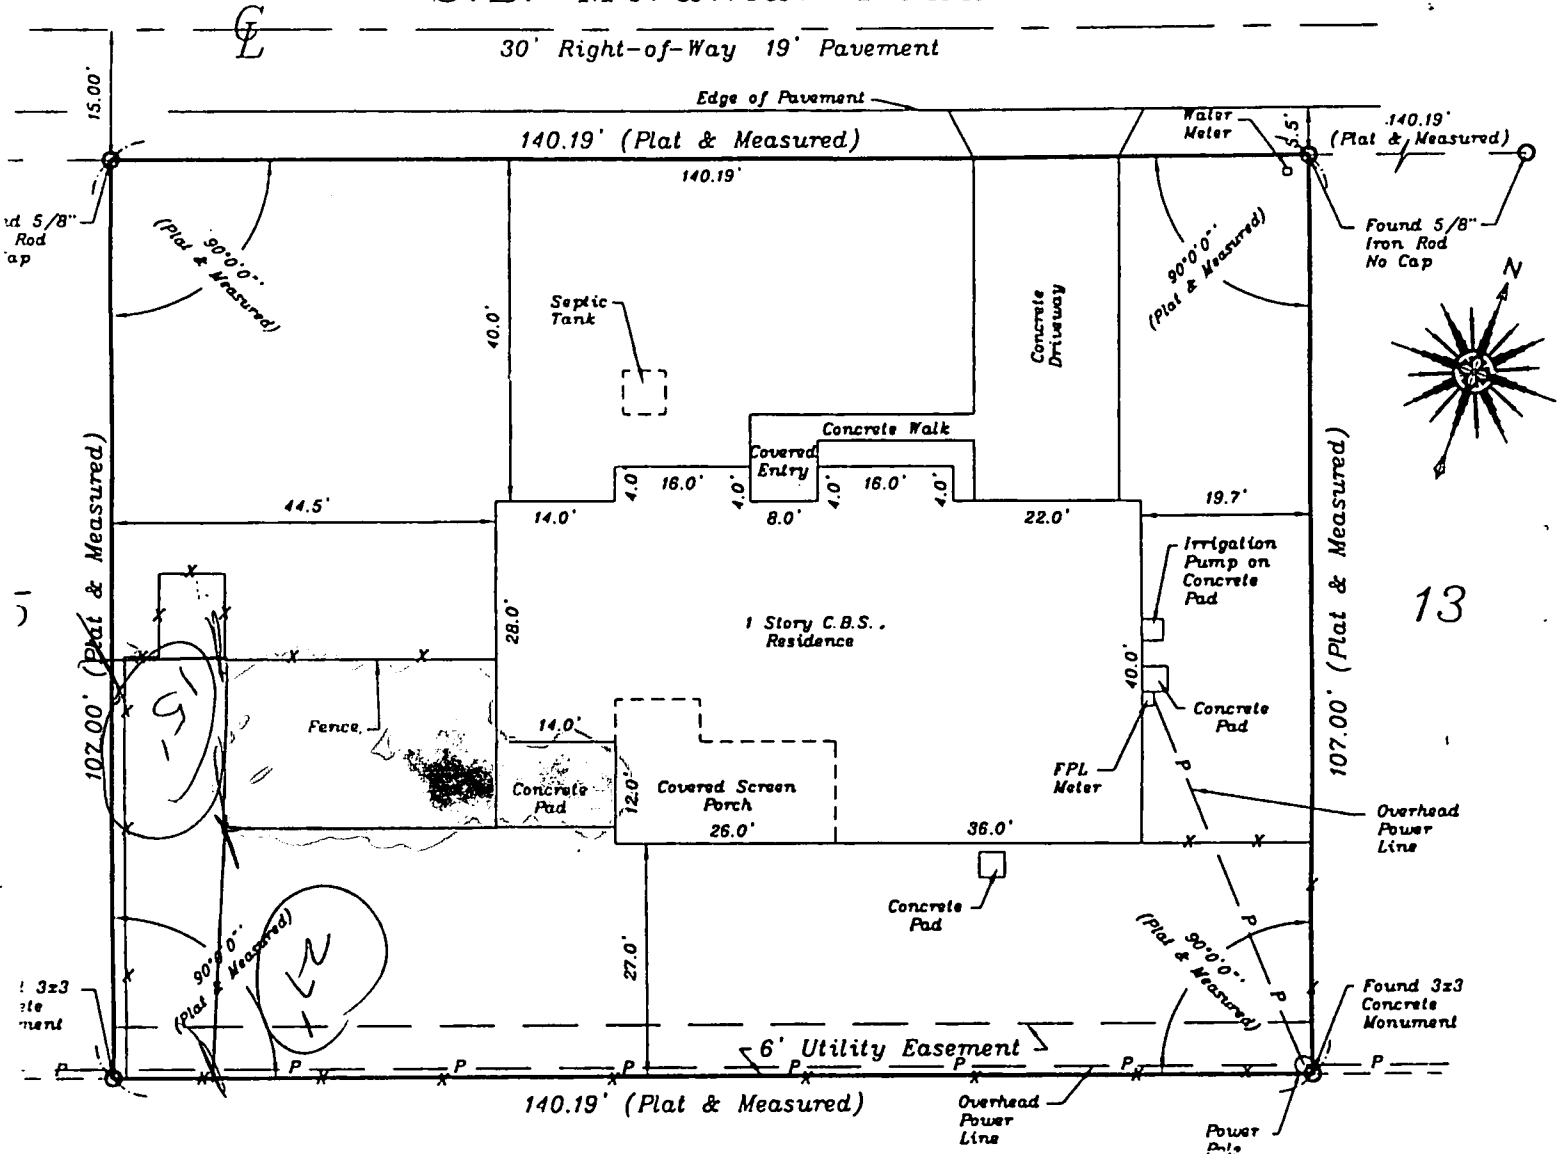 30' Right-of-Way 19' Pavement
15.00'
Edge of Pavement
140.19' (Plat & Measured)
140.19'
Water
Meter
5.5'
140.19'
(Plat & Measured)
5/8"
Rod
90°0'0"
(Plat & Measured)
90°0'0"
(Plat & Measured)
Found 5/8"
Iron Rod
No Cap
N
Septic
Tank
40.0'
Concrete
Driveway
Concrete Walk
Covered
Entry
4.0'
16.0'
4.0'
4.0'
16.0'
4.0'
44.5'
14.0'
8.0'
22.0'
19.7'
107.00' (Plat & Measured)
107.00' (Plat & Measured)
Irrigation
Pump on
Concrete
Pad
13
28.0'
1 Story C.B.S.
Residence
40.0'
Concrete
Pad
Fence
14.0'
FPL
Meter
Concrete
Pad
12.0'
Covered Screen
Porch
26.0'
36.0'
Overhead
Power
Line
Concrete
Pad
27.0'
90°0'0"
(Plat & Measured)
90°0'0"
(Plat & Measured)
3x3
Found 3x3
Concrete
Monument
6' Utility Easement
P P P P P P
P P P P
140.19' (Plat & Measured)
Overhead
Power
Line
Power